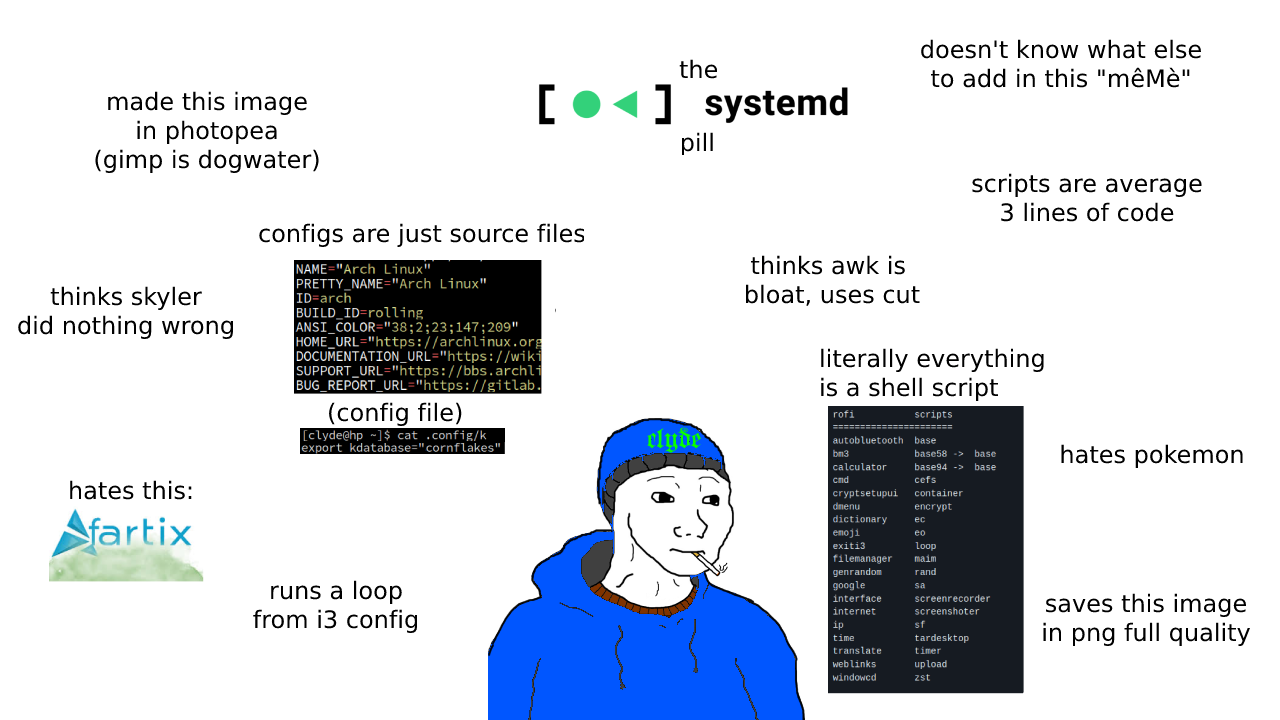 the
[ ● ◀ ] systemd
pill
doesn't know what else
to add in this "mêMè"
made this image
in photopea
(gimp is dogwater)
scripts are average
3 lines of code
configs are just source files
NAME="Arch Linux"
PRETTY_NAME="Arch Linux"
ID=arch
BUILD_ID=rolling
ANSI_COLOR="38;2;23;147;209"
HOME_URL="https://archlinux.org
DOCUMENTATION_URL="https://wiki
SUPPORT_URL="https://bbs.archli
BUG_REPORT_URL="https://gitlab.
(config file)
[clyde@hp ~]$ cat .config/k
export kdatabase="cornflakes"
thinks skyler
did nothing wrong
thinks awk is
bloat, uses cut
literally everything
is a shell script
rofi scripts
======================
autobluetooth base
bm3 base58 -> base
calculator base94 -> base
cmd cefs
cryptsetupui container
dmenu encrypt
dictionary ec
emoji eo
exiti3 loop
filemanager maim
genrandom rand
google sa
interface screenrecorder
internet screenshoter
ip sf
time tardesktop
translate timer
weblinks upload
windowcd zst
clyde
hates pokemon
hates this:
fartix
runs a loop
from i3 config
saves this image
in png full quality